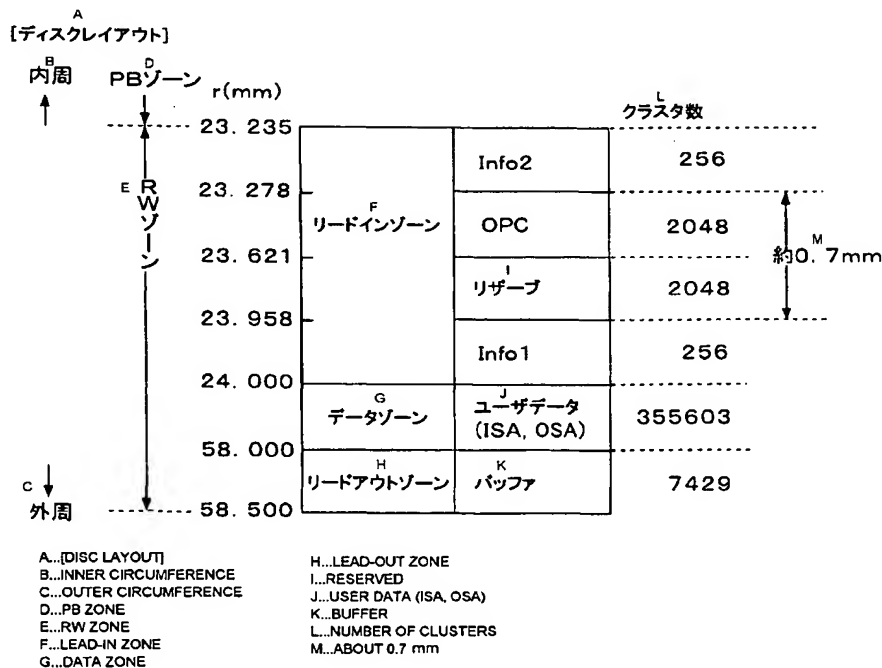 A
[ディスクレイアウト]
B
内周
D
PBゾーン
r(mm)
L
クラスタ数
23. 235
Info2
256
E
RWゾーン
23. 278
F
リードインゾーン
OPC
2048
M
約0. 7mm
23. 621
I
リザーブ
2048
23. 958
Info1
256
24. 000
G
データゾーン
J
ユーザデータ
(ISA, OSA)
355603
58. 000
H
リードアウトゾーン
K
バッファ
7429
C
外周
58. 500
A...[DISC LAYOUT]
B...INNER CIRCUMFERENCE
C...OUTER CIRCUMFERENCE
D...PB ZONE
E...RW ZONE
F...LEAD-IN ZONE
G...DATA ZONE
H...LEAD-OUT ZONE
I...RESERVED
J...USER DATA (ISA, OSA)
K...BUFFER
L...NUMBER OF CLUSTERS
M...ABOUT 0.7 mm